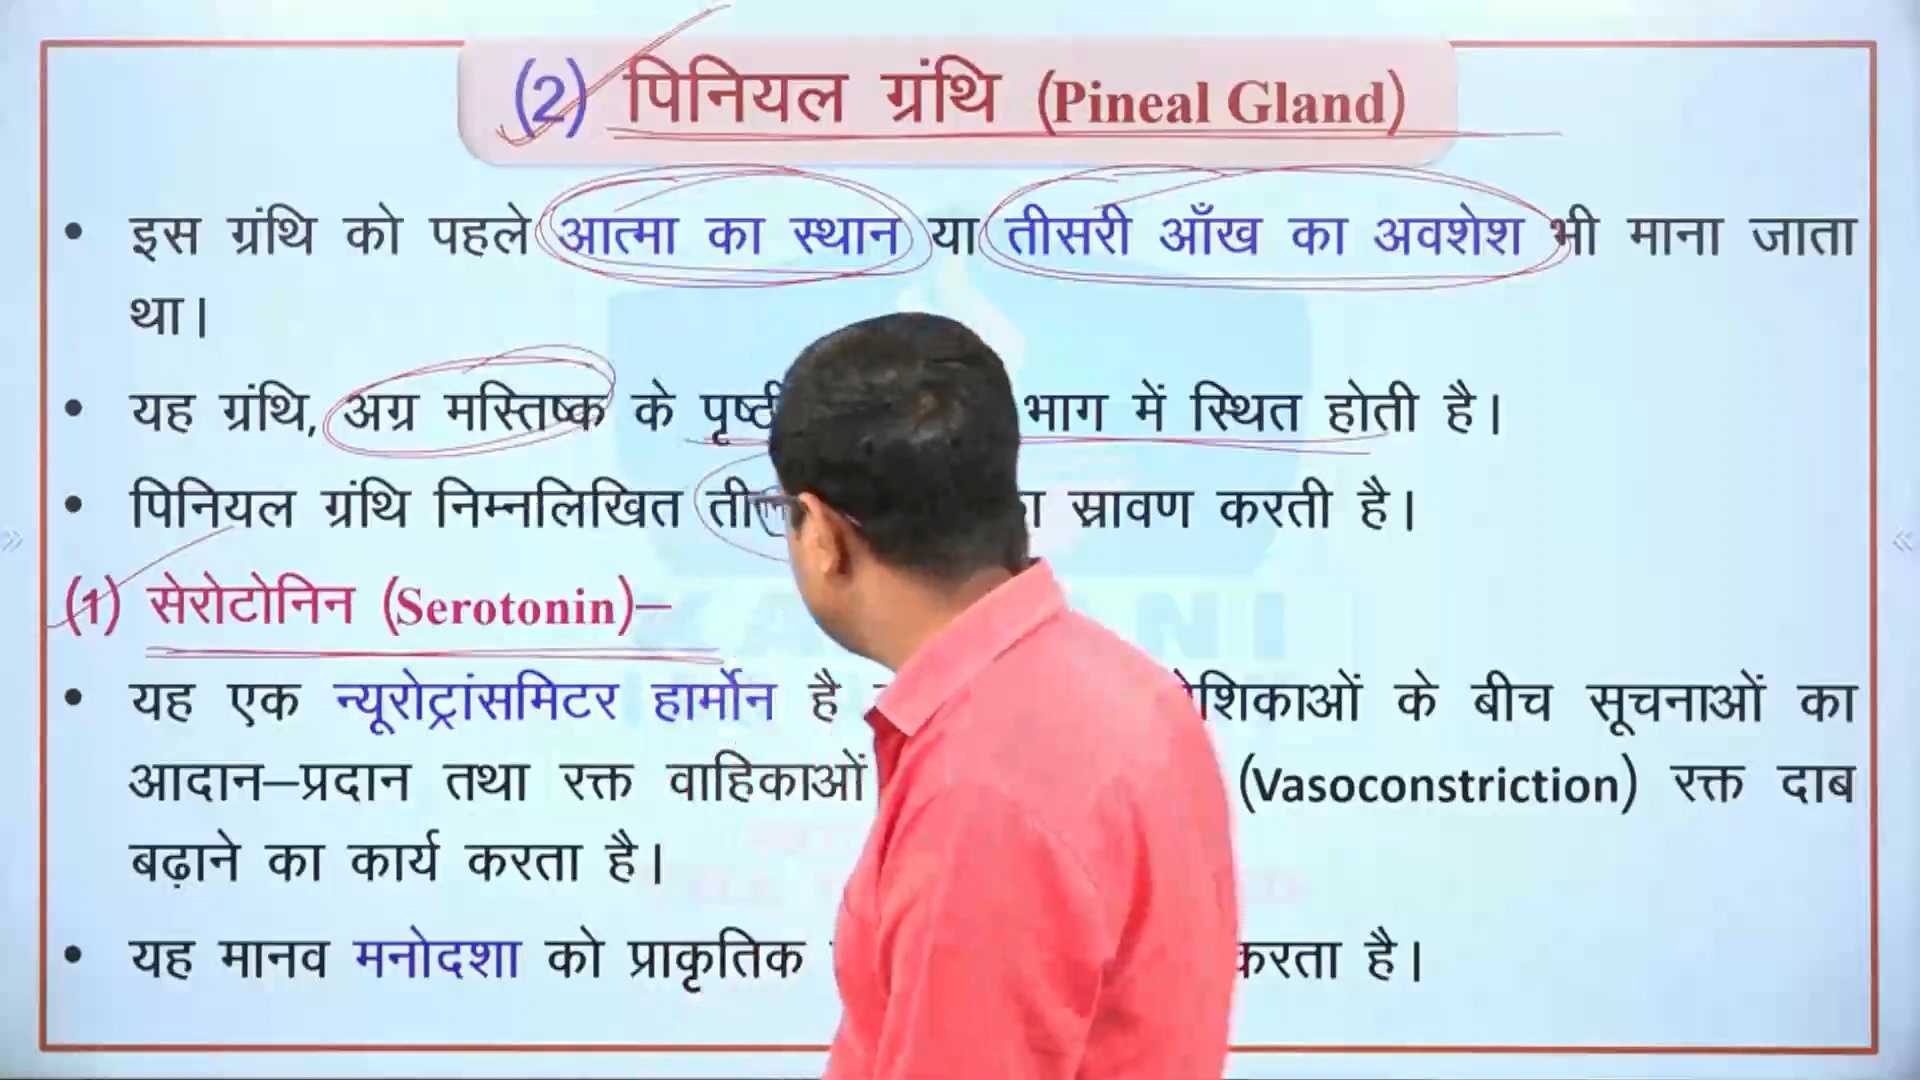 (2) पिनियल ग्रंथि (Pineal Gland)
• इस ग्रंथि को पहले आत्मा का स्थान या तीसरी आँख का अवशेश भी माना जाता
था।
• यह ग्रंथि, अग्र मस्तिष्क के भाग में स्थित होती है।
• पिनियल ग्रंथि निम्नलिखित स्रावण करती है।
(1) सेरोटोनिन (Serotonin)–
• यह एक न्यूरोट्रांसमिटर हार्मोन है के बीच सूचनाओं का
आदान–प्रदान तथा रक्त वाहिकाओं (Vasoconstriction) रक्त दाब
बढ़ाने का कार्य करता है।
• यह मानव मनोदशा को प्राकृतिक करता है।